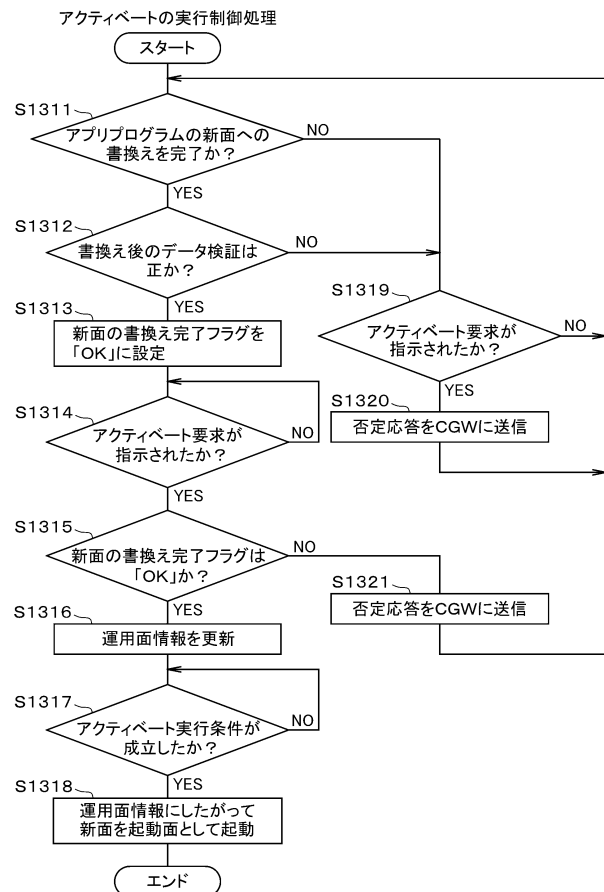 アクティベートの実行制御処理
スタート
S1311
アプリプログラムの新面への
書換えを完了か？
NO
YES
S1312
書換え後のデータ検証は
正か？
NO
YES
S1313
新面の書換え完了フラグを
「OK」に設定
S1319
アクティベート要求が
指示されたか？
NO
YES
S1320
否定応答をCGWに送信
S1314
アクティベート要求が
指示されたか？
NO
YES
S1315
新面の書換え完了フラグは
「OK」か？
NO
YES
S1321
否定応答をCGWに送信
S1316
運用面情報を更新
S1317
アクティベート実行条件が
成立したか？
NO
YES
S1318
運用面情報にしたがって
新面を起動面として起動
エンド